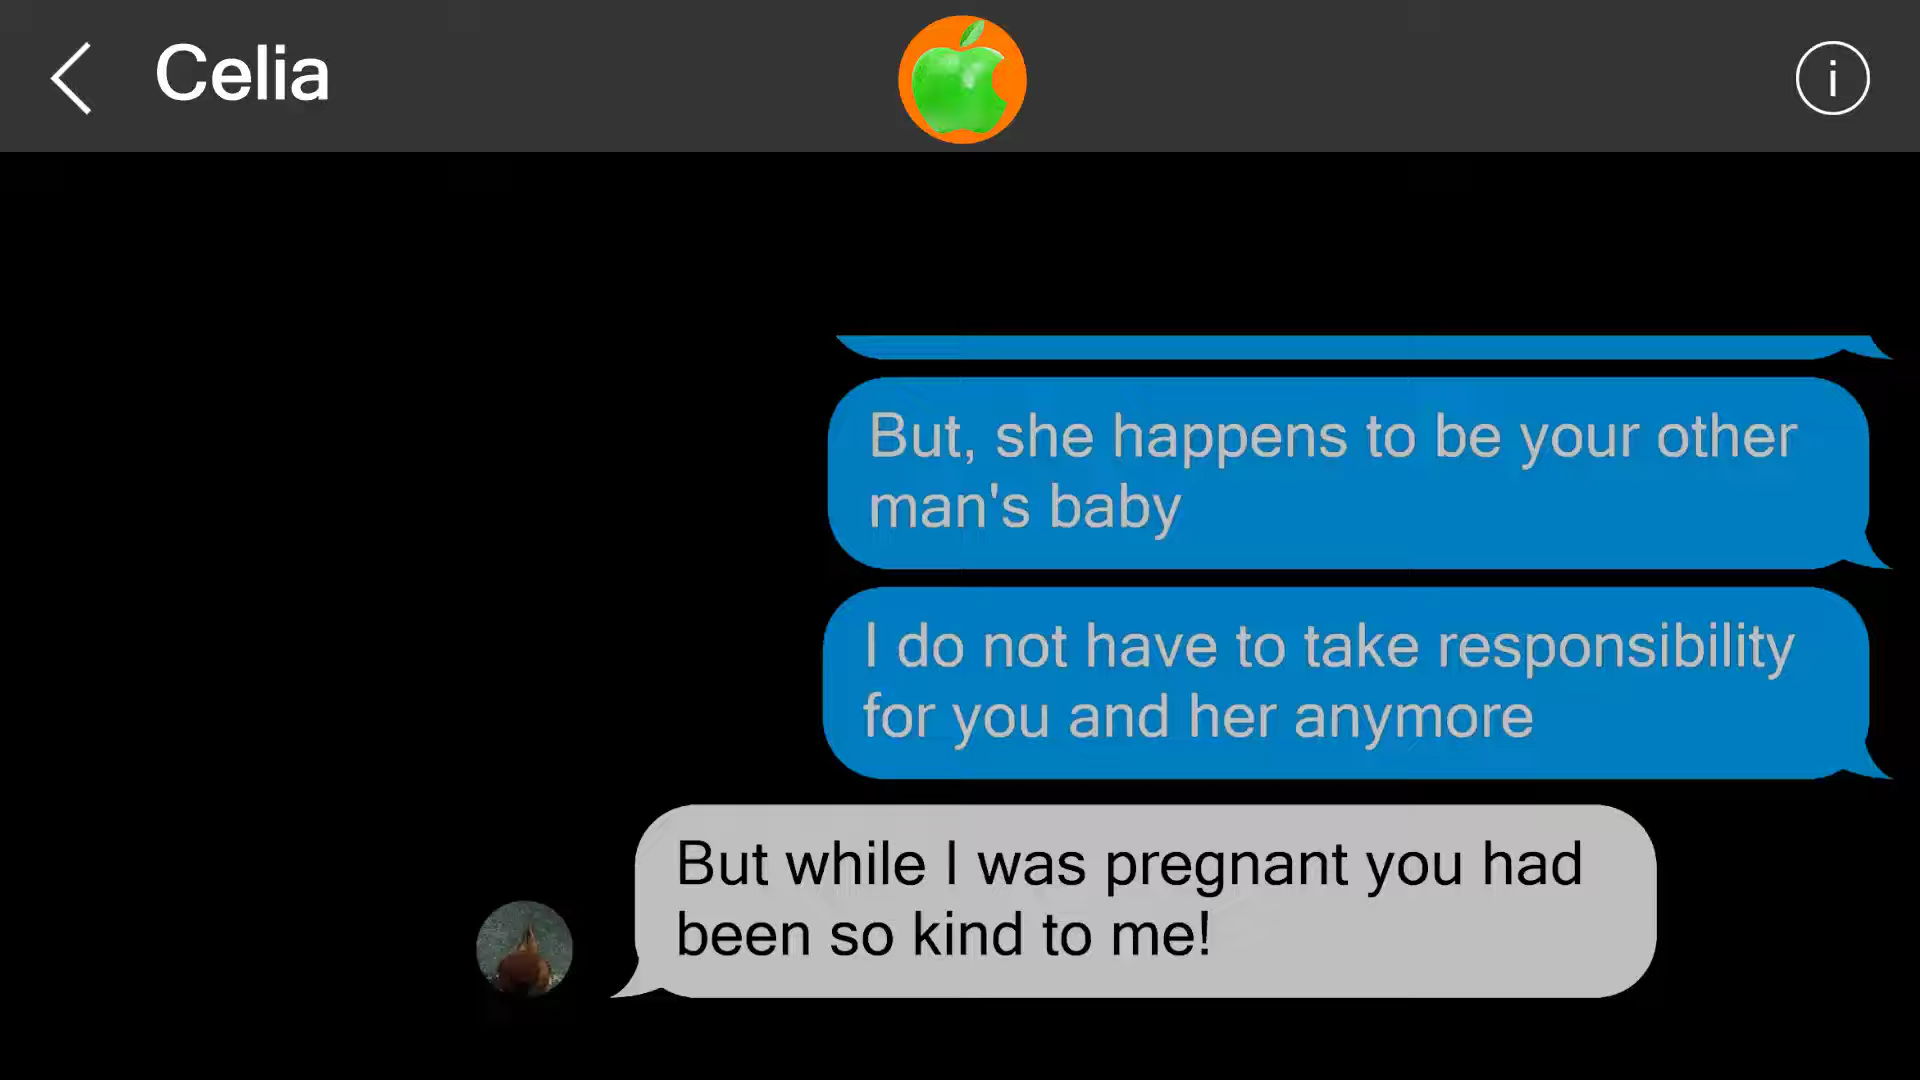 Celia
i
But, she happens to be your other
man's baby
I do not have to take responsibility
for you and her anymore
But while I was pregnant you had
been so kind to me!